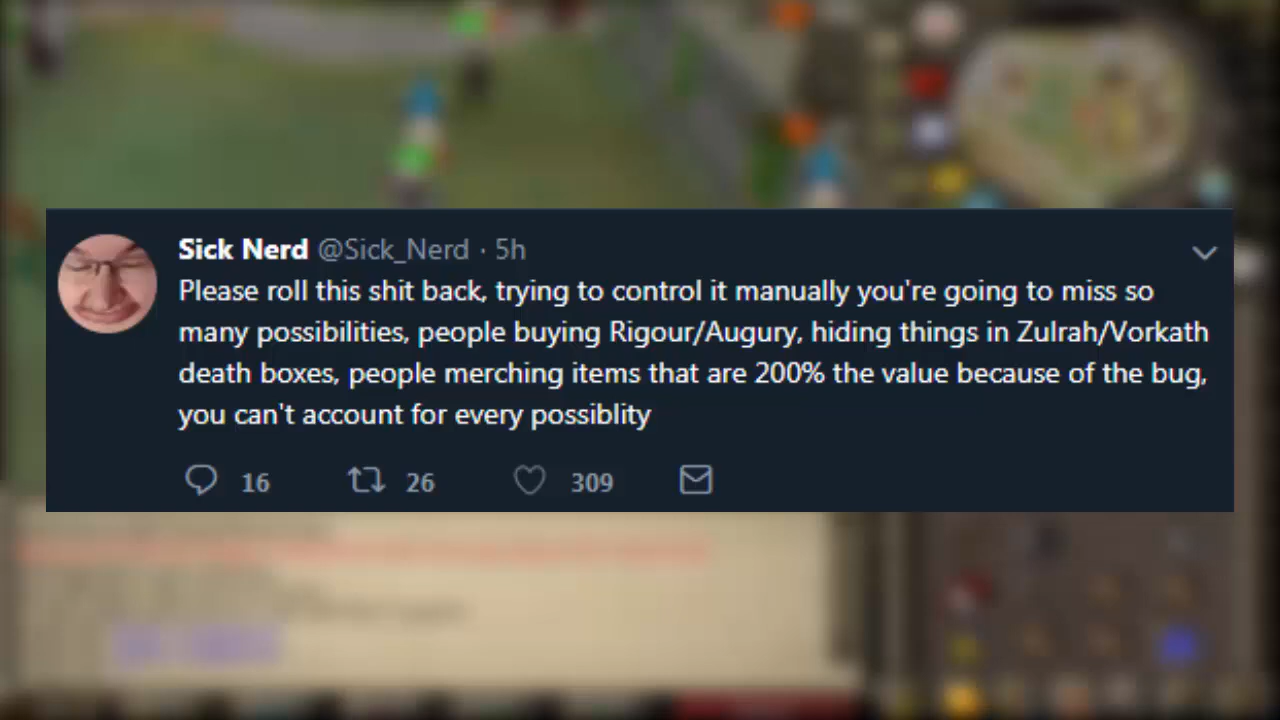 Sick Nerd @Sick_Nerd · 5h
Please roll this shit back, trying to control it manually you're going to miss so
many possibilities, people buying Rigour/Augury, hiding things in Zulrah/Vorkath
death boxes, people merching items that are 200% the value because of the bug,
you can't account for every possiblity
16 26 309